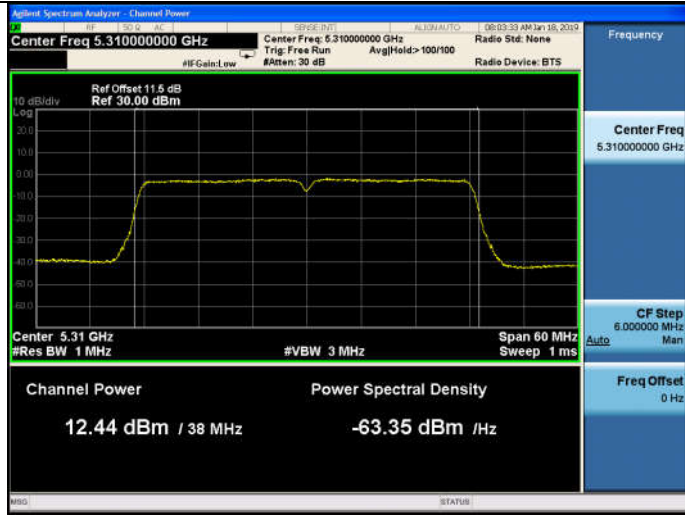 Agilent Spectrum Analyzer - Channel Power
RF 50 Ω AC SENSE:INT ALIGNAUTO 08:03:33 AM Jan 18, 2019
Center Freq 5.310000000 GHz
Center Freq: 5.310000000 GHz
Radio Std: None
Trig: Free Run Avg|Hold:> 100/100
#IFGain:Low
#Atten: 30 dB
Radio Device: BTS
Frequency
Ref Offset 11.5 dB
10 dB/div Ref 30.00 dBm
Log
20.0
10.0
0.00
-10.0
-20.0
-30.0
-40.0
-50.0
-60.0
Center Freq
5.310000000 GHz
CF Step
6.000000 MHz
Auto Man
Freq Offset
0 Hz
Center 5.31 GHz Span 60 MHz
#Res BW 1 MHz #VBW 3 MHz Sweep 1 ms
Channel Power Power Spectral Density
12.44 dBm / 38 MHz -63.35 dBm /Hz
MSG STATUS